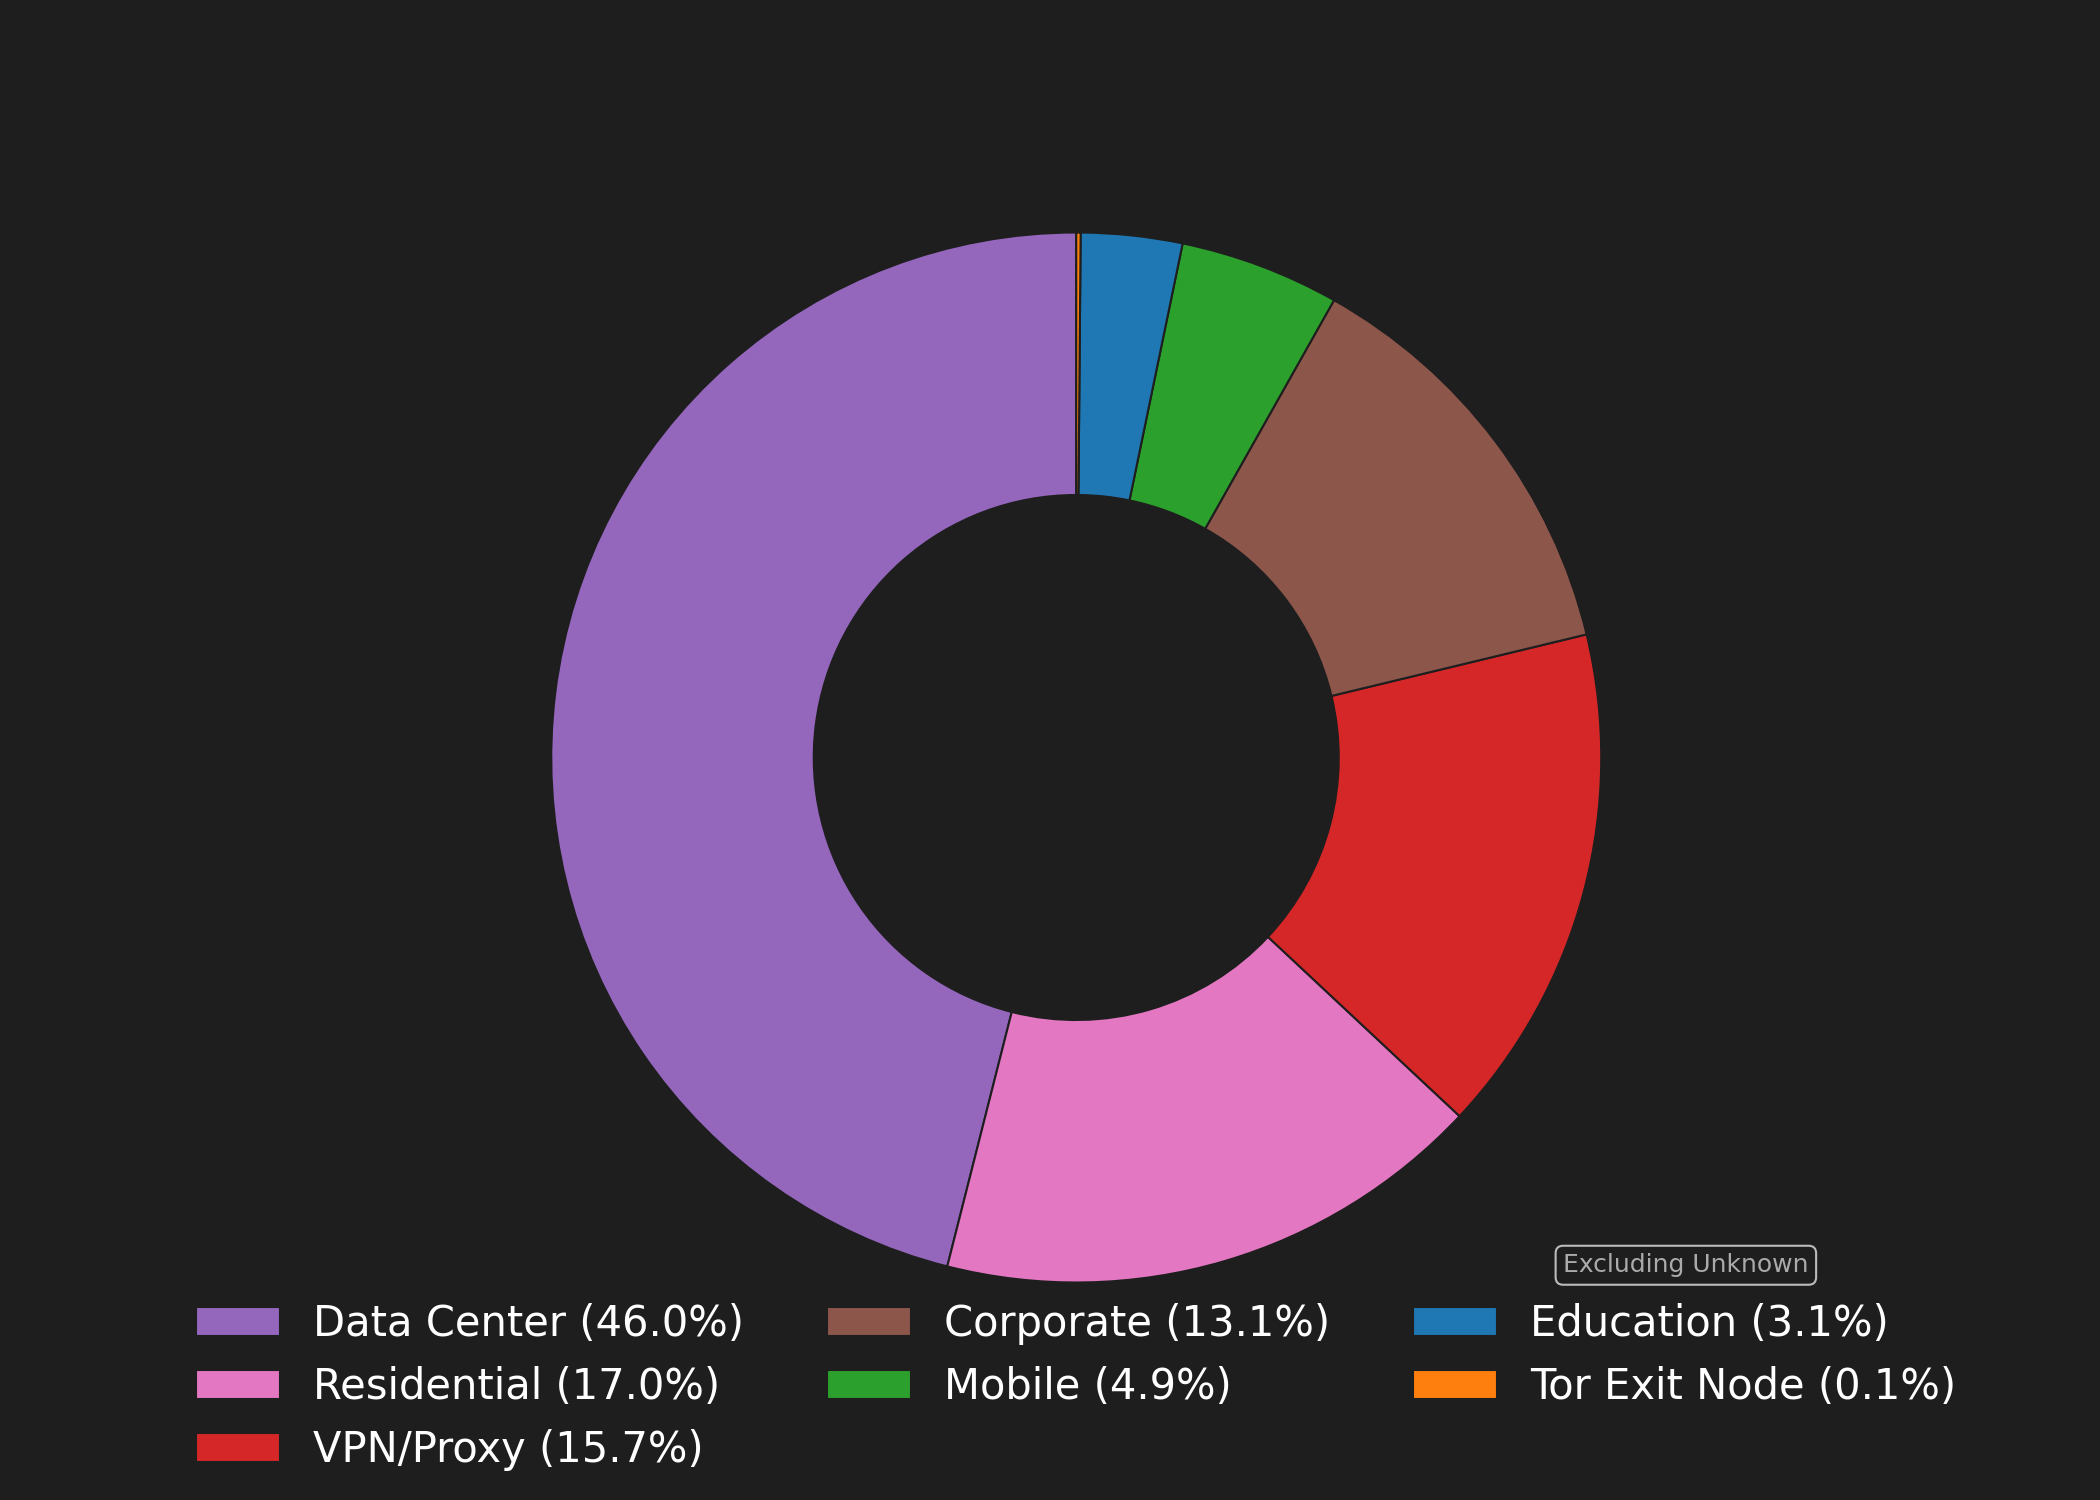 Excluding Unknown
Data Center (46.0%)
Residential (17.0%)
VPN/Proxy (15.7%)
Corporate (13.1%)
Mobile (4.9%)
Education (3.1%)
Tor Exit Node (0.1%)